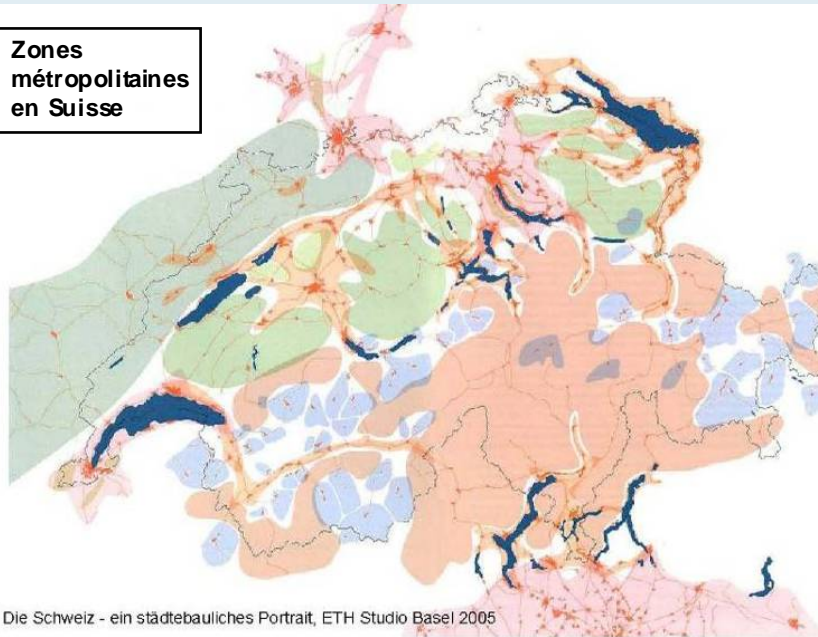 Zones
métropolitaines
en Suisse
Die Schweiz - ein städtebauliches Portrait, ETH Studio Basel 2005